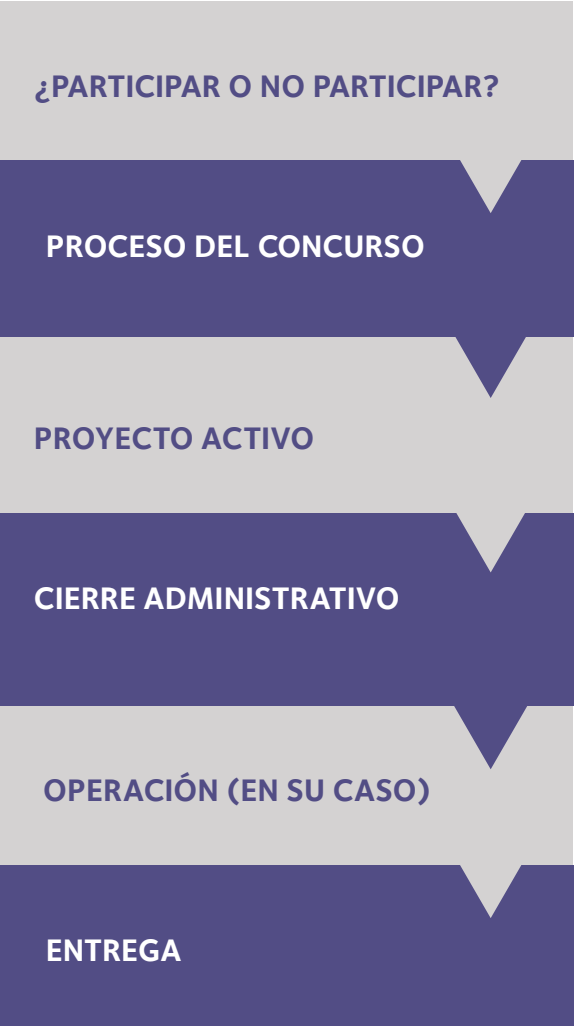 ¿PARTICIPAR O NO PARTICIPAR?
PROCESO DEL CONCURSO
PROYECTO ACTIVO
CIERRE ADMINISTRATIVO
OPERACIÓN (EN SU CASO)
ENTREGA